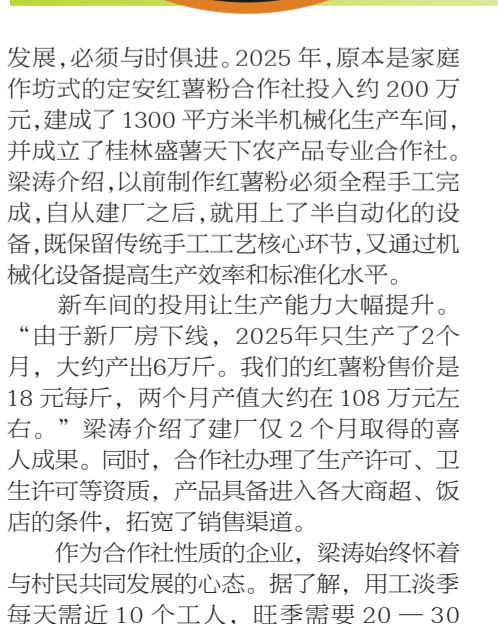 发展,必须与时俱进。2025 年,原本是家庭
作坊式的定安红薯粉合作社投入约 200 万
元,建成了 1300 平方米半机械化生产车间,
并成立了桂林盛薯天下农产品专业合作社。
梁涛介绍,以前制作红薯粉必须全程手工完
成,自从建厂之后,就用上了半自动化的设
备,既保留传统手工工艺核心环节,又通过机
械化设备提高生产效率和标准化水平。
新车间的投用让生产能力大幅提升。
“由于新厂房下线，2025年只生产了2个
月，大约产出6万斤。我们的红薯粉售价是
18 元每斤，两个月产值大约在 108 万元左
右。”梁涛介绍了建厂仅 2 个月取得的喜
人成果。同时，合作社办理了生产许可、卫
生许可等资质，产品具备进入各大商超、饭
店的条件，拓宽了销售渠道。
作为合作社性质的企业，梁涛始终怀着
与村民共同发展的心态。据了解，用工淡季
每天需近 10 个工人，旺季需要 20 — 30